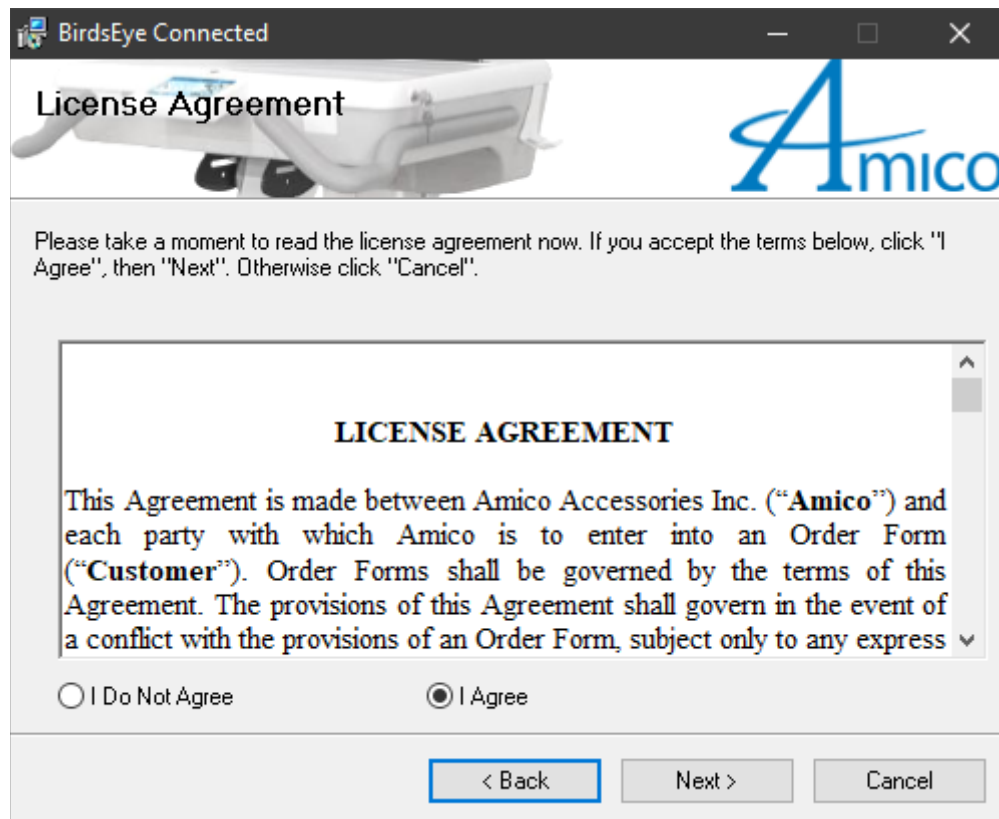 BirdsEye Connected
License Agreement
Amico
Please take a moment to read the license agreement now. If you accept the terms below, click "I
Agree", then "Next". Otherwise click "Cancel".
LICENSE AGREEMENT
This Agreement is made between Amico Accessories Inc. (“Amico”) and
each party with which Amico is to enter into an Order Form
(“Customer”). Order Forms shall be governed by the terms of this
Agreement. The provisions of this Agreement shall govern in the event of
a conflict with the provisions of an Order Form, subject only to any express
I Do Not Agree
I Agree
< Back
Next >
Cancel